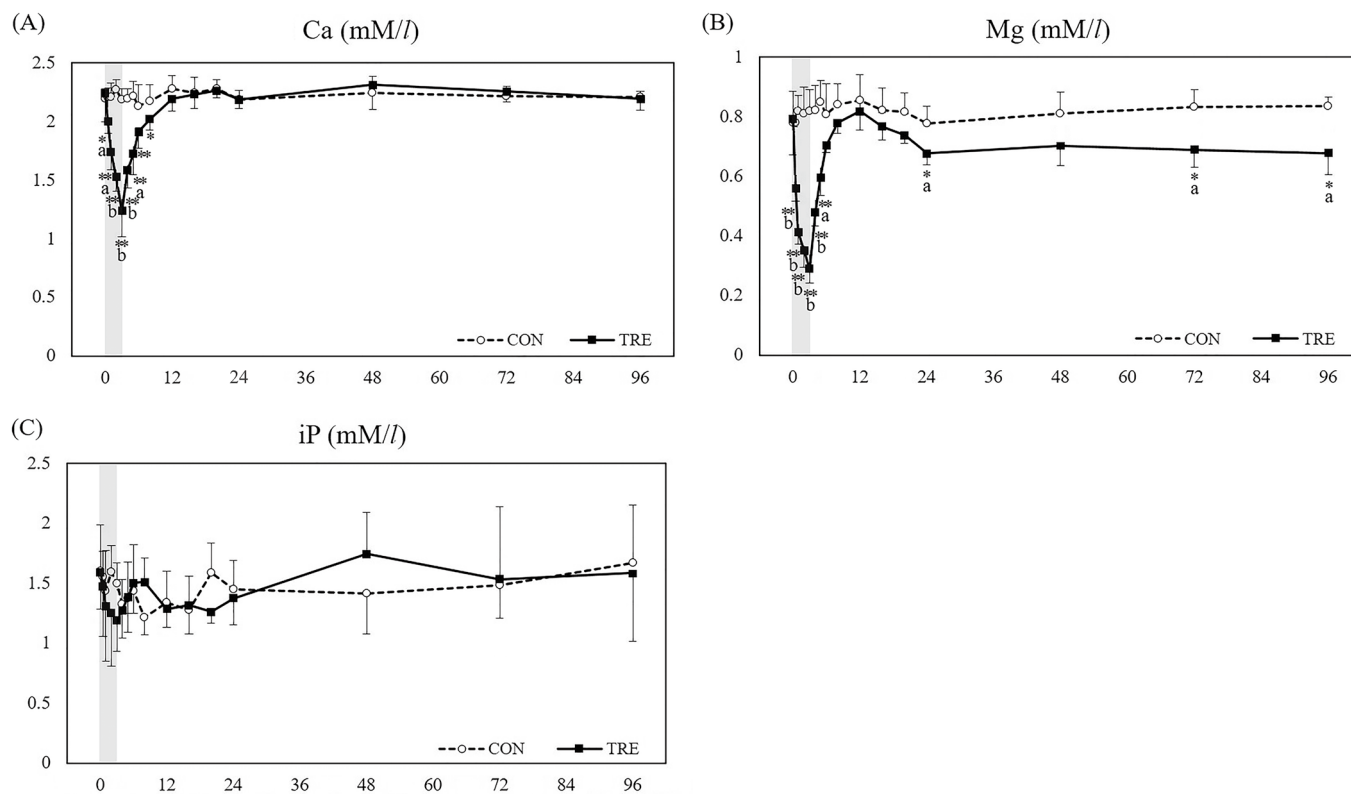 (A)
Ca (mM/l)
2.5
2
1.5
1
0.5
0
*
a
**
a
**
b
**
b
**
b
**
a
**
*
CON
TRE
0 12 24 36 48 60 72 84 96
(B)
Mg (mM/l)
1
0.8
0.6
0.4
0.2
0
**
b
**
b
**
b
**
b
**
b
**
a
*
a
*
a
*
a
CON
TRE
0 12 24 36 48 60 72 84 96
(C)
iP (mM/l)
2.5
2
1.5
1
0.5
0
CON
TRE
0 12 24 36 48 60 72 84 96